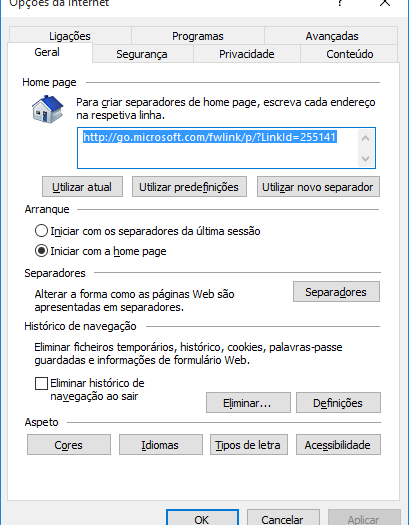 Opções da Internet
?
Ligações Programas Avançadas
Geral Segurança Privacidade Conteúdo
Home page
Para criar separadores de home page, escreva cada endereço
na respetiva linha.
http://go.microsoft.com/fwlink/p/?LinkId=255141
Utilizar atual Utilizar predefinições Utilizar novo separador
Arranque
Iniciar com os separadores da última sessão
Iniciar com a home page
Separadores
Alterar a forma como as páginas Web são
apresentadas em separadores.
Separadores
Histórico de navegação
Eliminar ficheiros temporários, histórico, cookies, palavras-passe
guardadas e informações de formulário Web.
Eliminar histórico de
navegação ao sair
Eliminar... Definições
Aspeto
Cores Idiomas Tipos de letra Acessibilidade
OK Cancelar Aplicar